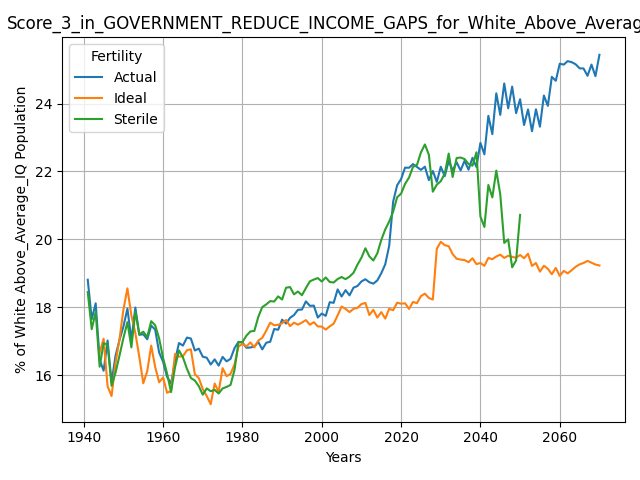 Score_3_in_GOVERNMENT_REDUCE_INCOME_GAPS_for_White_Above_Averag
Fertility
Actual
Ideal
Sterile
% of White Above_Average_IQ Population
24
22
20
18
16
1940 1960 1980 2000 2020 2040 2060
Years